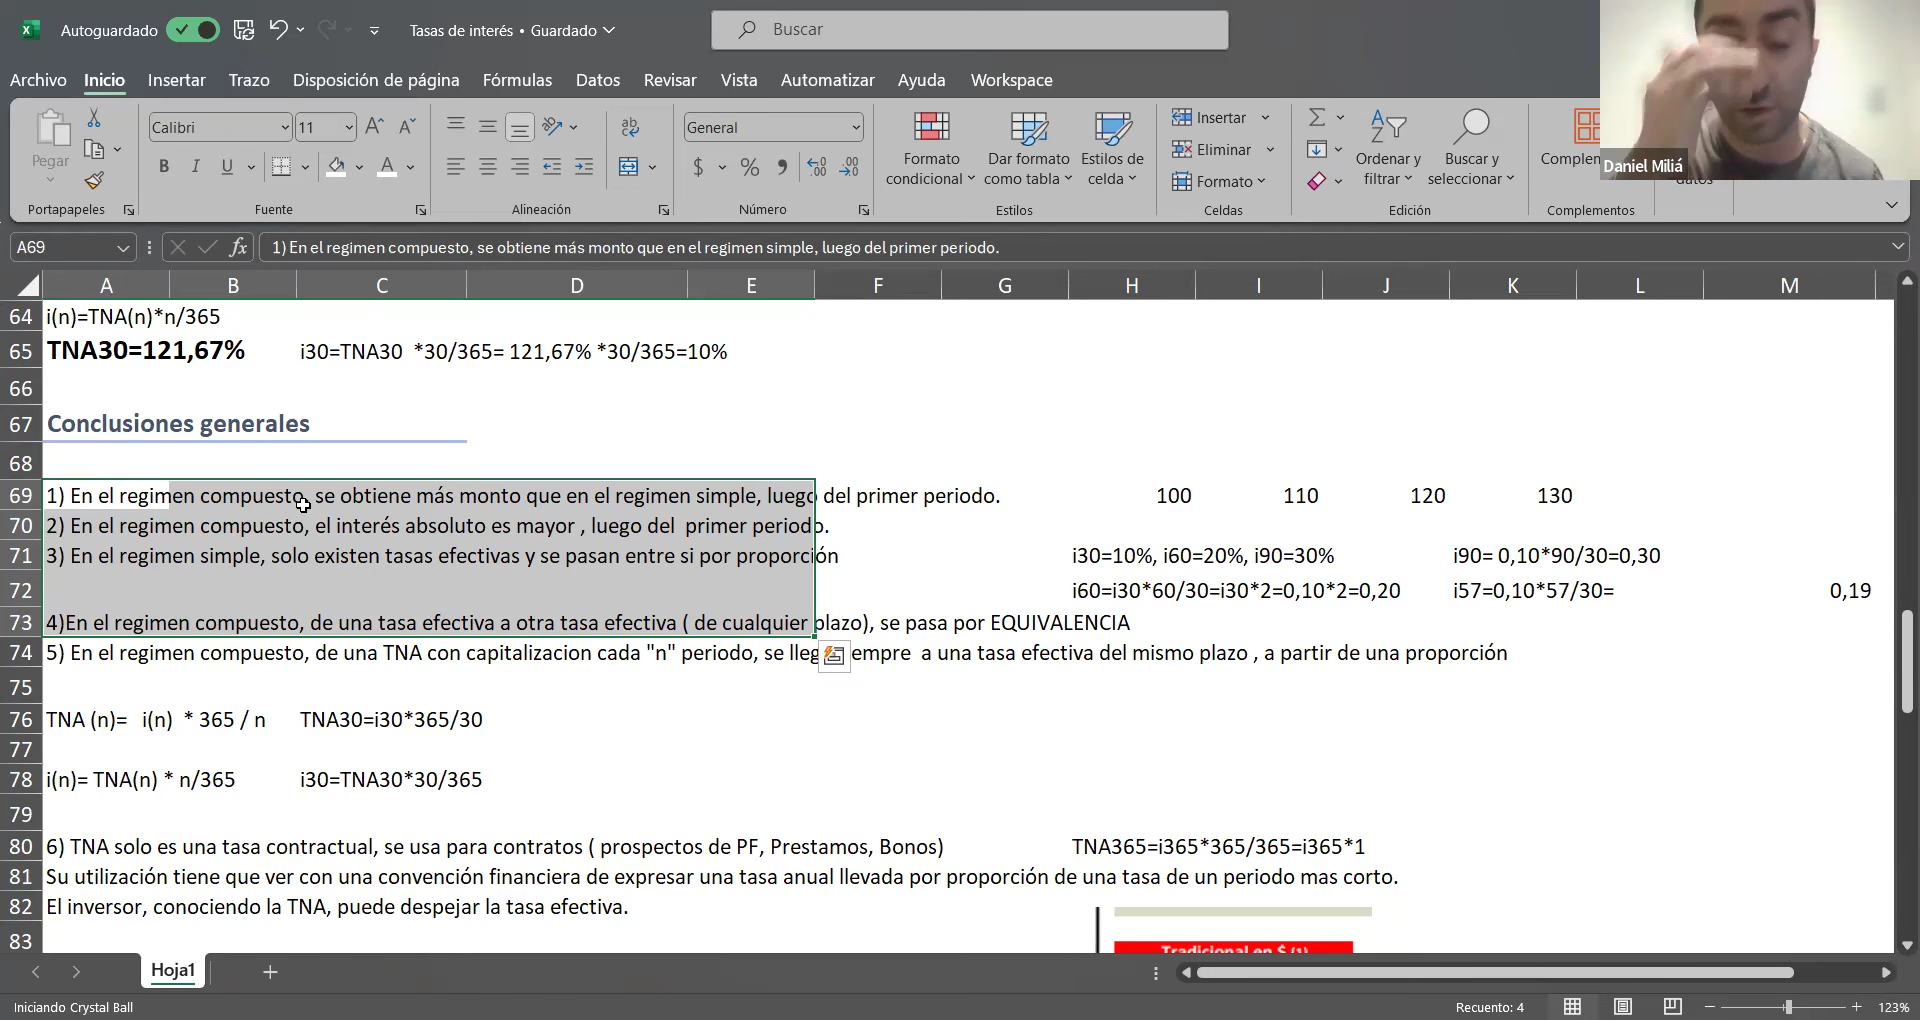 Autoguardado
Tasas de interés • Guardado
Buscar
Archivo Inicio Insertar Trazo Disposición de página Fórmulas Datos Revisar Vista Automatizar Ayuda Workspace
Pegar
Calibri 11
General
Formato condicional
Dar formato como tabla
Estilos de celda
Insertar
Eliminar
Formato
Ordenar y filtrar
Buscar y seleccionar
Complem
datos
Daniel Miliá
Portapapeles Fuente Alineación Número Estilos Celdas Edición Complementos
A69 fx 1) En el regimen compuesto, se obtiene más monto que en el regimen simple, luego del primer periodo.
A B C D E F G H I J K L M
64 i(n)=TNA(n)*n/365
65 TNA30=121,67% i30=TNA30 *30/365= 121,67% *30/365=10%
66
67 Conclusiones generales
68
69 1) En el regimen compuesto, se obtiene más monto que en el regimen simple, luego del primer periodo. 100 110 120 130
70 2) En el regimen compuesto, el interés absoluto es mayor , luego del primer periodo.
71 3) En el regimen simple, solo existen tasas efectivas y se pasan entre si por proporción i30=10%, i60=20%, i90=30% i90= 0,10*90/30=0,30
72 i60=i30*60/30=i30*2=0,10*2=0,20 i57=0,10*57/30= 0,19
73 4)En el regimen compuesto, de una tasa efectiva a otra tasa efectiva ( de cualquier plazo), se pasa por EQUIVALENCIA
74 5) En el regimen compuesto, de una TNA con capitalizacion cada "n" periodo, se lleg empre a una tasa efectiva del mismo plazo , a partir de una proporción
75
76 TNA (n)= i(n) * 365 / n TNA30=i30*365/30
77
78 i(n)= TNA(n) * n/365 i30=TNA30*30/365
79
80 6) TNA solo es una tasa contractual, se usa para contratos ( prospectos de PF, Prestamos, Bonos) TNA365=i365*365/365=i365*1
81 Su utilización tiene que ver con una convención financiera de expresar una tasa anual llevada por proporción de una tasa de un periodo mas corto.
82 El inversor, conociendo la TNA, puede despejar la tasa efectiva.
83 Tradicional en $ (1)
Hoja1
Iniciando Crystal Ball
Recuento: 4
123%